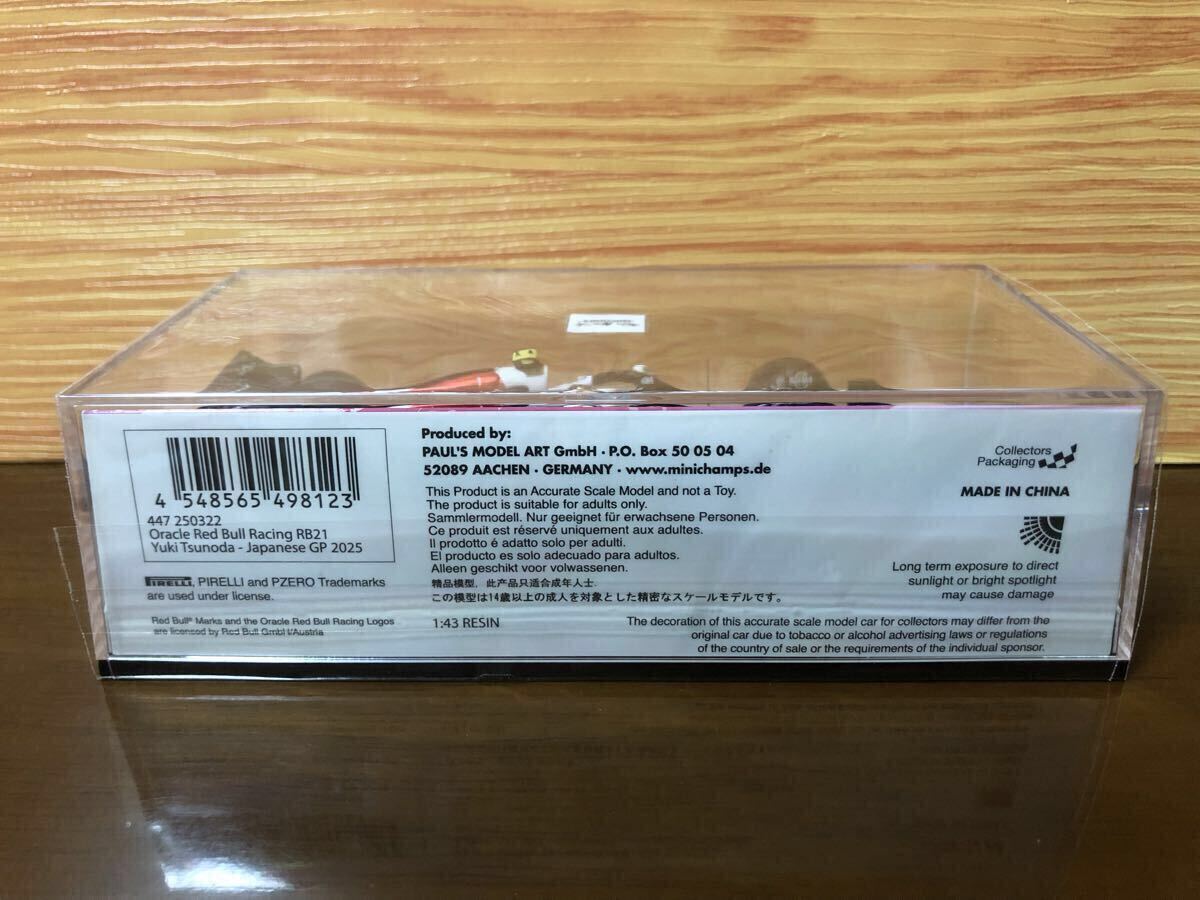 4 548565 498123
447 250322
Oracle Red Bull Racing RB21
Yuki Tsunoda - Japanese GP 2025
PIRELLI, PIRELLI and PZERO Trademarks
are used under license.
Red Bull® Marks and the Oracle Red Bull Racing Logos
are licensed by Red Bull GmbH/Austria
Produced by:
PAUL'S MODEL ART GmbH · P.O. Box 50 05 04
52089 AACHEN · GERMANY · www.minichamps.de
This Product is an Accurate Scale Model and not a Toy.
The product is suitable for adults only.
Sammlermodell. Nur geeignet für erwachsene Personen.
Ce produit est réservé uniquement aux adultes.
Il prodotto é adatto solo per adulti.
El producto es solo adecuado para adultos.
Alleen geschikt voor volwassenen.
精品模型，此产品只适合成年人士.
この模型は14歳以上の成人を対象とした精密なスケールモデルです。
1:43 RESIN
Collectors
Packaging
MADE IN CHINA
Long term exposure to direct
sunlight or bright spotlight
may cause damage
The decoration of this accurate scale model car for collectors may differ from the
original car due to tobacco or alcohol advertising laws or regulations
of the country of sale or the requirements of the individual sponsor.